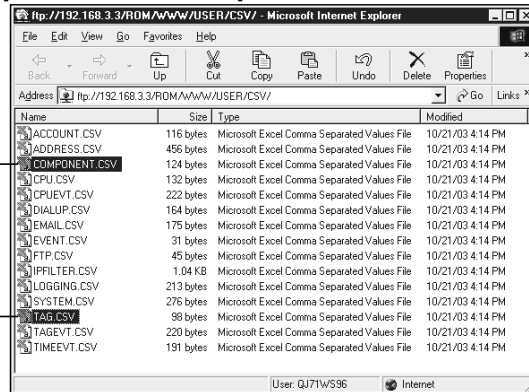 ftp://192.168.3.3/ROM/WWW/USER/CSV/ - Microsoft Internet Explorer
File Edit View Go Favorites Help
Back Forward Up Cut Copy Paste Undo Delete Properties »
Address ftp://192.168.3.3/ROM/WWW/USER/CSV/ Go Links »
Name Size Type Modified
ACCOUNT.CSV 116 bytes Microsoft Excel Comma Separated Values File 10/21/03 4:14 PM
ADDRESS.CSV 456 bytes Microsoft Excel Comma Separated Values File 10/21/03 4:14 PM
COMPONENT.CSV 124 bytes Microsoft Excel Comma Separated Values File 10/21/03 4:14 PM
CPU.CSV 132 bytes Microsoft Excel Comma Separated Values File 10/21/03 4:14 PM
CPUEVT.CSV 222 bytes Microsoft Excel Comma Separated Values File 10/21/03 4:14 PM
DIALUP.CSV 164 bytes Microsoft Excel Comma Separated Values File 10/21/03 4:14 PM
EMAIL.CSV 175 bytes Microsoft Excel Comma Separated Values File 10/21/03 4:14 PM
EVENT.CSV 31 bytes Microsoft Excel Comma Separated Values File 10/21/03 4:14 PM
FTP.CSV 45 bytes Microsoft Excel Comma Separated Values File 10/21/03 4:14 PM
IPFILTER.CSV 1.04 KB Microsoft Excel Comma Separated Values File 10/21/03 4:14 PM
LOGGING.CSV 213 bytes Microsoft Excel Comma Separated Values File 10/21/03 4:14 PM
SYSTEM.CSV 276 bytes Microsoft Excel Comma Separated Values File 10/21/03 4:14 PM
TAG.CSV 98 bytes Microsoft Excel Comma Separated Values File 10/21/03 4:14 PM
TAGEVT.CSV 220 bytes Microsoft Excel Comma Separated Values File 10/21/03 4:14 PM
TIMEEVT.CSV 191 bytes Microsoft Excel Comma Separated Values File 10/21/03 4:14 PM
User: QJ71WS96 Internet